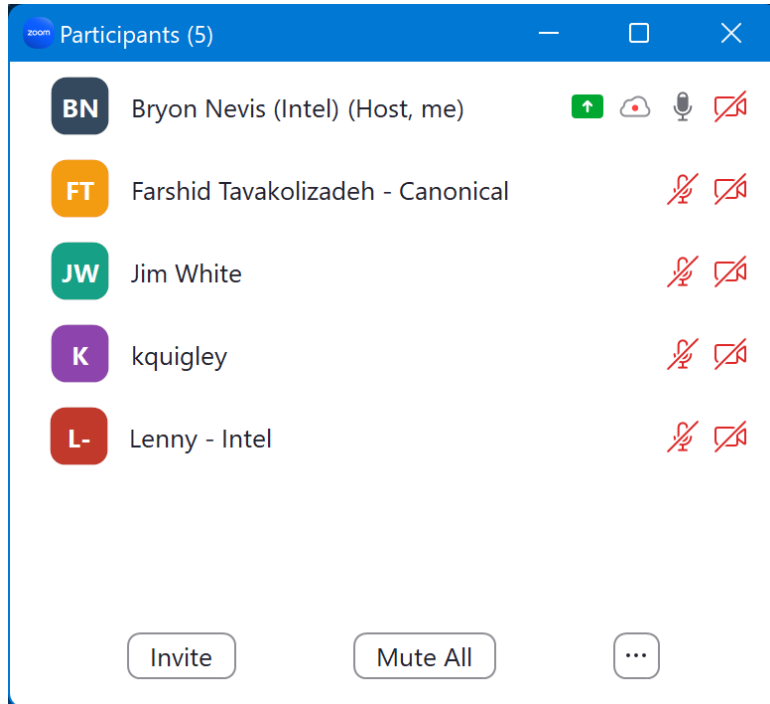 zoom Participants (5)
BN Bryon Nevis (Intel) (Host, me)
FT Farshid Tavakolizadeh - Canonical
JW Jim White
K kquigley
L- Lenny - Intel
Invite Mute All ...